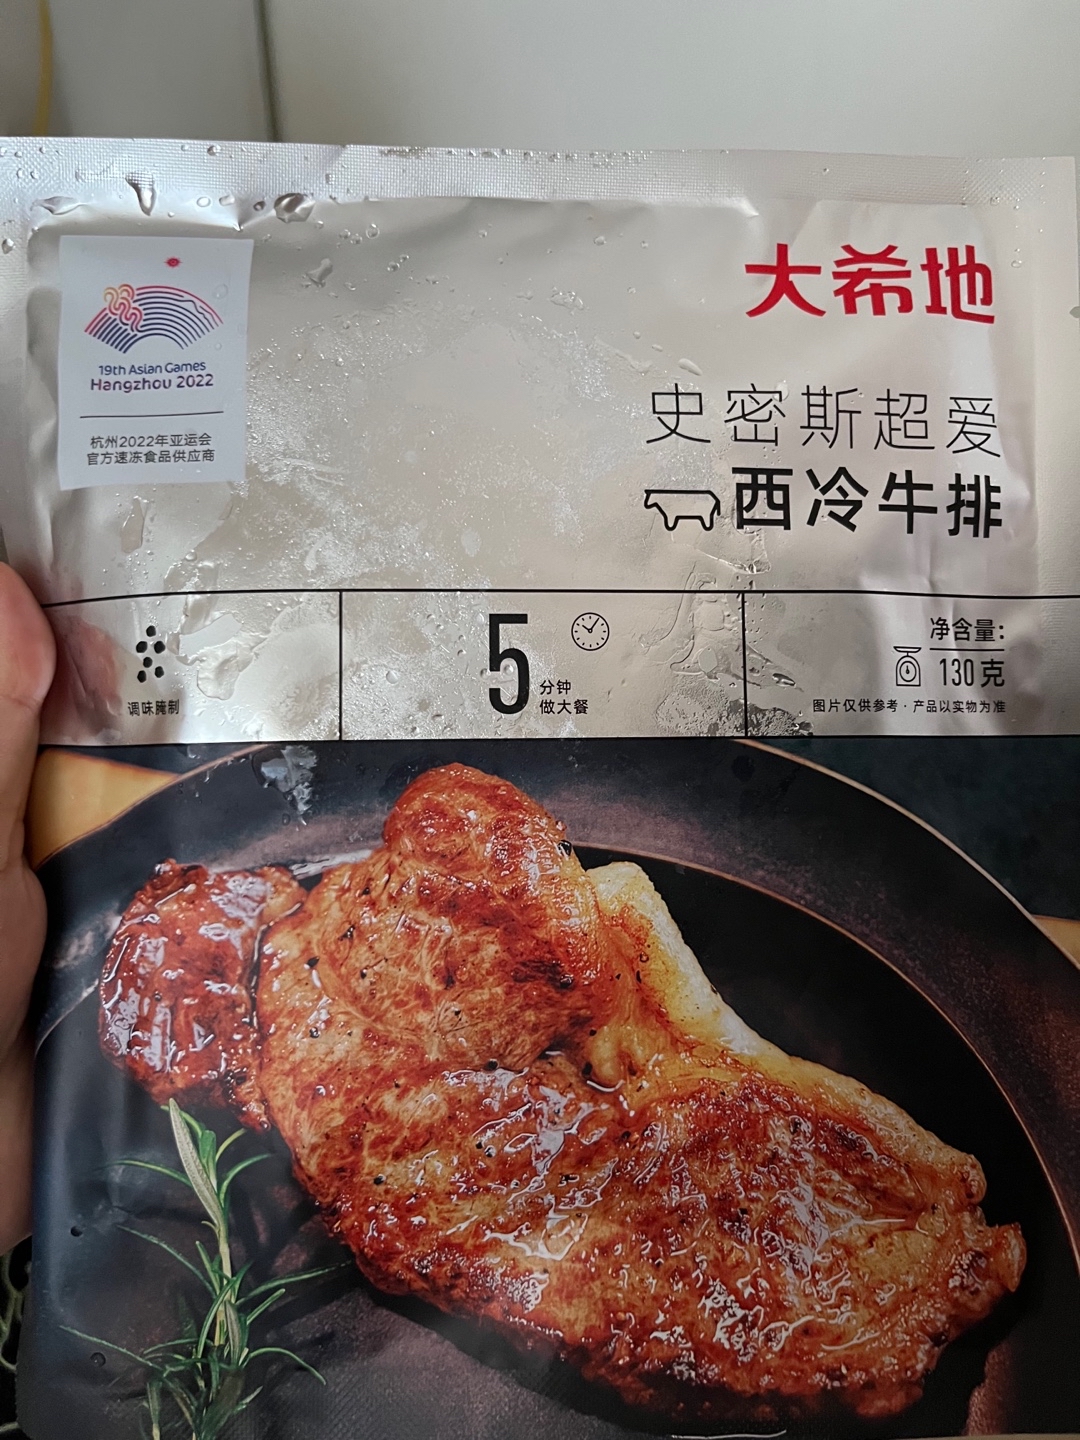 19th Asian Games
Hangzhou 2022
杭州2022年亚运会
官方速冻食品供应商
大希地
史密斯超爱
西冷牛排
调味腌制
5
分钟
做大餐
净含量:
130克
图片仅供参考·产品以实物为准